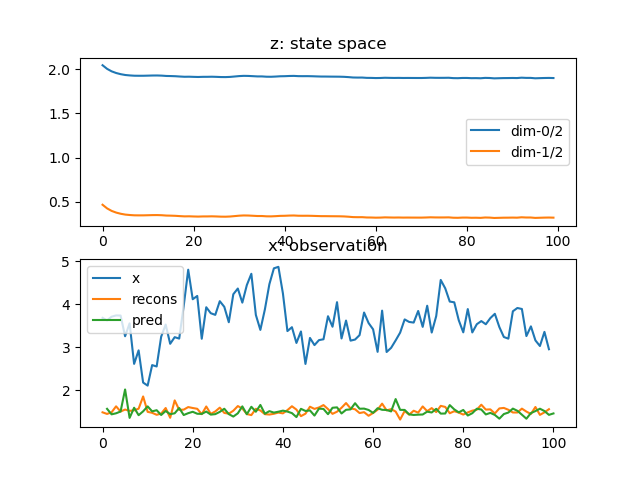 z: state space
2.0
1.5
1.0
0.5
dim-0/2
dim-1/2
0 20 40 60 80 100
x: observation
5
4
3
2
x
recons
pred
0 20 40 60 80 100